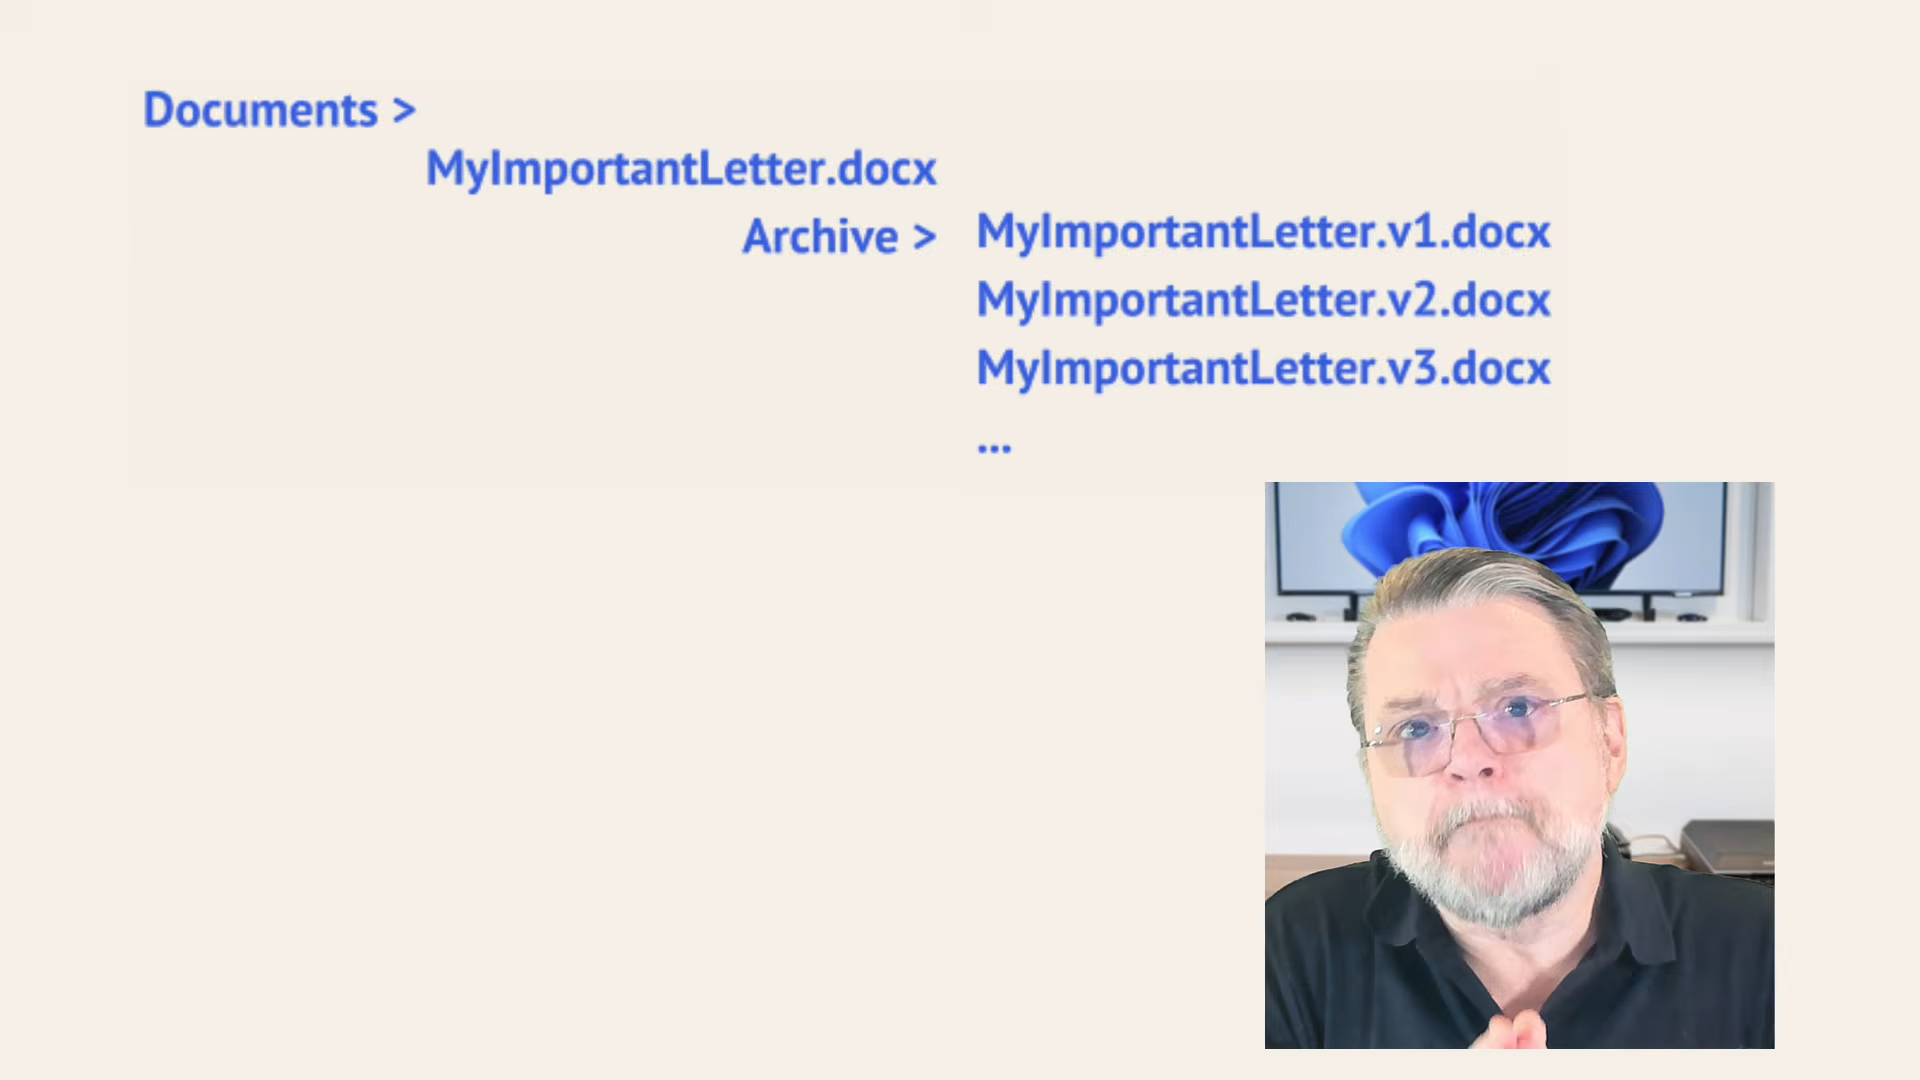 Documents >
MyImportantLetter.docx
Archive > MyImportantLetter.v1.docx
MyImportantLetter.v2.docx
MyImportantLetter.v3.docx
...